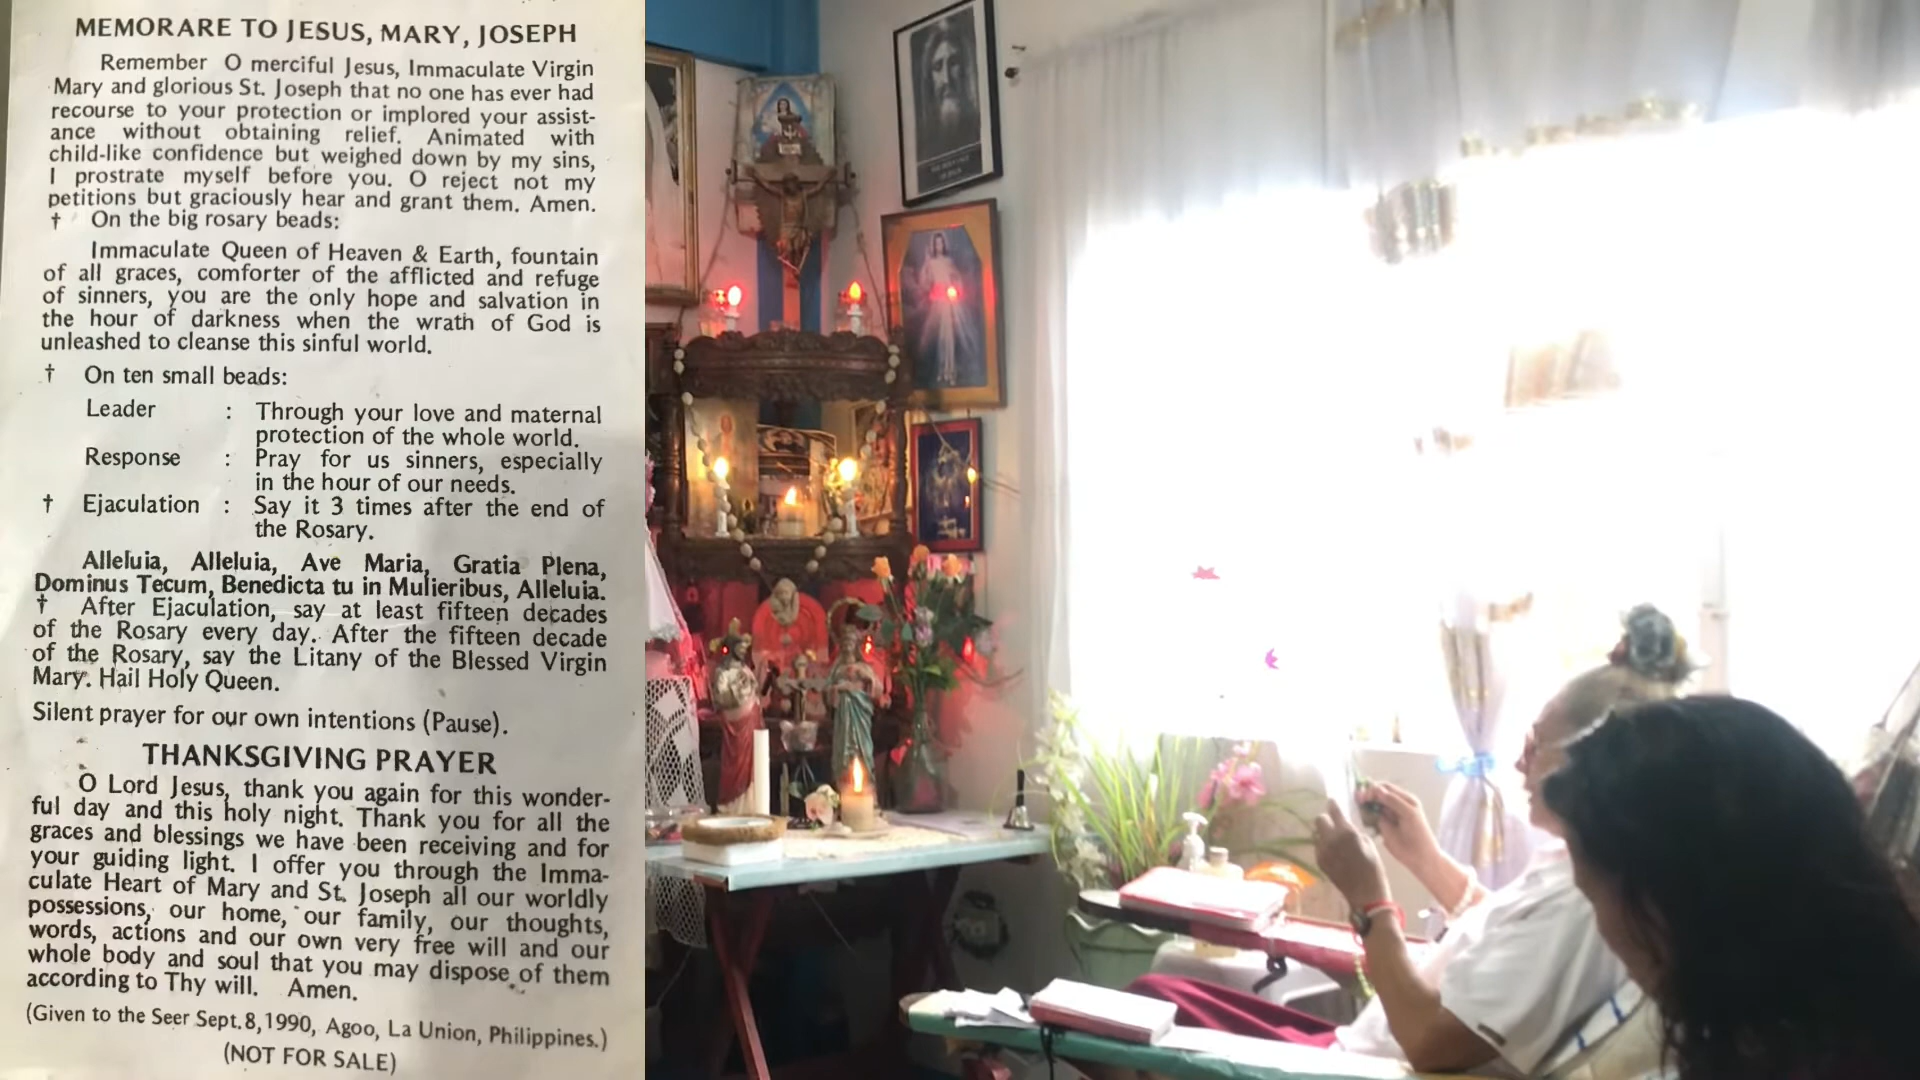 MEMORARE TO JESUS, MARY, JOSEPH
Remember O merciful Jesus, Immaculate Virgin
Mary and glorious St. Joseph that no one has ever had
recourse to your protection or implored your assist-
ance without obtaining relief. Animated with
child-like confidence but weighed down by my sins,
I prostrate myself before you. O reject not my
petitions but graciously hear and grant them. Amen.
† On the big rosary beads:
Immaculate Queen of Heaven & Earth, fountain
of all graces, comforter of the afflicted and refuge
of sinners, you are the only hope and salvation in
the hour of darkness when the wrath of God is
unleashed to cleanse this sinful world.
† On ten small beads:
Leader : Through your love and maternal
protection of the whole world.
Response : Pray for us sinners, especially
in the hour of our needs.
† Ejaculation : Say it 3 times after the end of
the Rosary.
Alleluia, Alleluia, Ave Maria, Gratia Plena,
Dominus Tecum, Benedicta tu in Mulieribus, Alleluia.
† After Ejaculation, say at least fifteen decades
of the Rosary every day. After the fifteen decade
of the Rosary, say the Litany of the Blessed Virgin
Mary. Hail Holy Queen.
Silent prayer for our own intentions (Pause).
THANKSGIVING PRAYER
O Lord Jesus, thank you again for this wonder-
ful day and this holy night. Thank you for all the
graces and blessings we have been receiving and for
your guiding light. I offer you through the Imma-
culate Heart of Mary and St. Joseph all our worldly
possessions, our home, our family, our thoughts,
words, actions and our own very free will and our
whole body and soul that you may dispose of them
according to Thy will. Amen.
(Given to the Seer Sept. 8, 1990, Agoo, La Union, Philippines.)
(NOT FOR SALE)